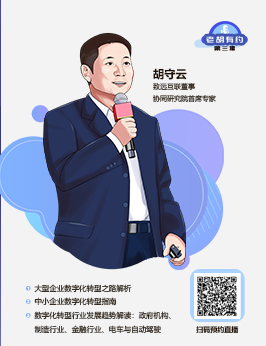 老胡有约
第三季
胡守云
致远互联董事
协同研究院首席专家
大型企业数字化转型之路解析
中小企业数字化转型指南
数字化转型行业发展趋势解读：政府机构、
制造行业、金融行业、电车与自动驾驶
扫码预约直播